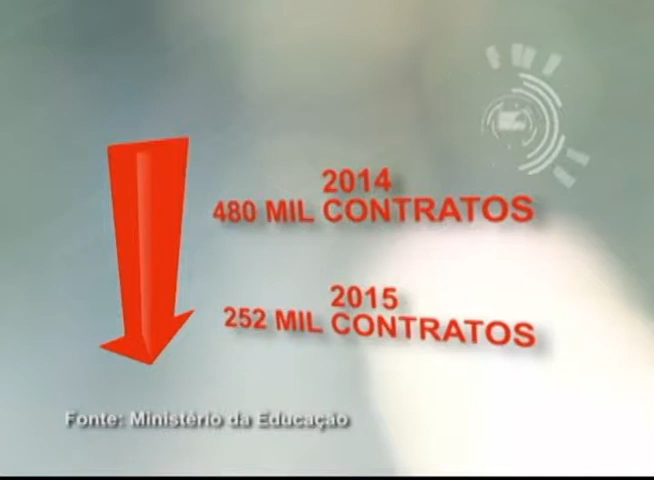 2014
480 MIL CONTRATOS
2015
252 MIL CONTRATOS
Fonte: Ministério da Educação